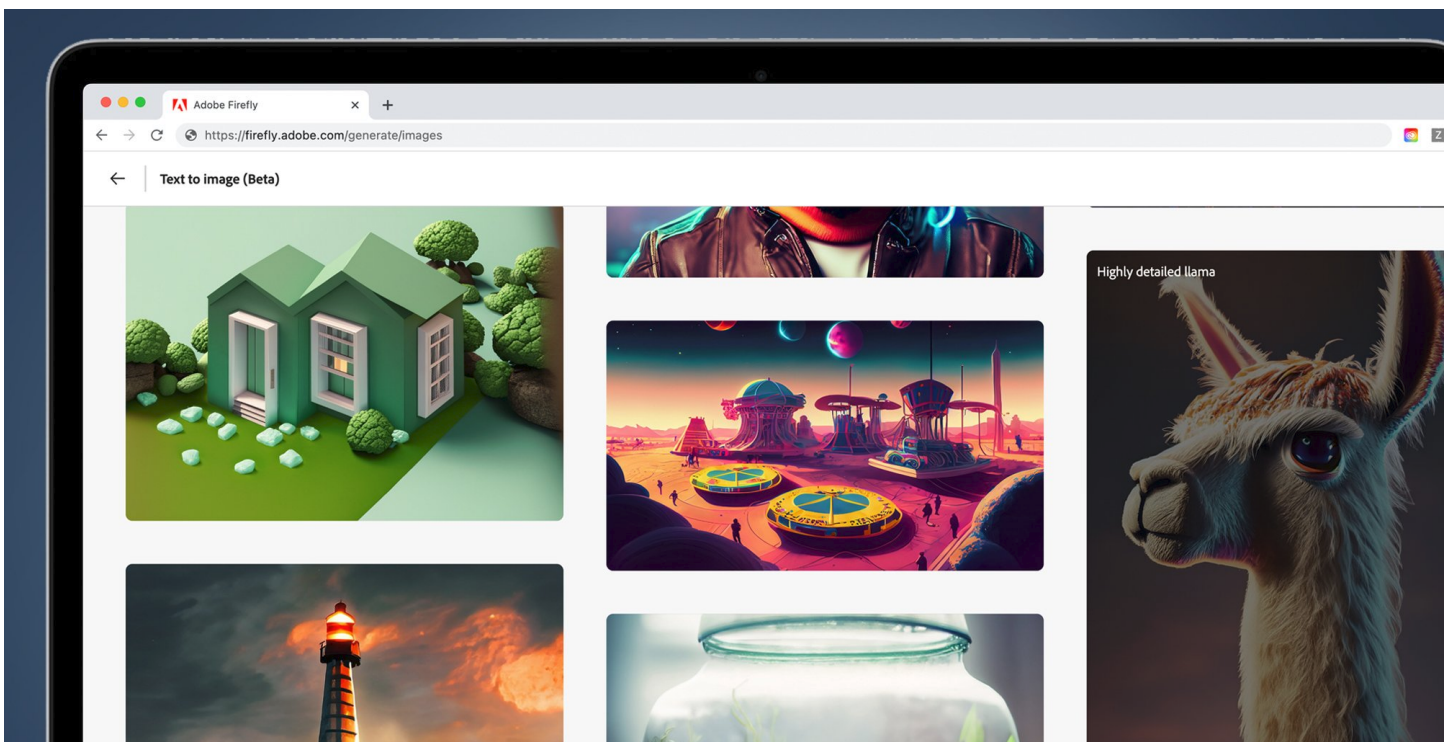 Adobe Firefly
https://firefly.adobe.com/generate/images
Z
Text to image (Beta)
Highly detailed llama